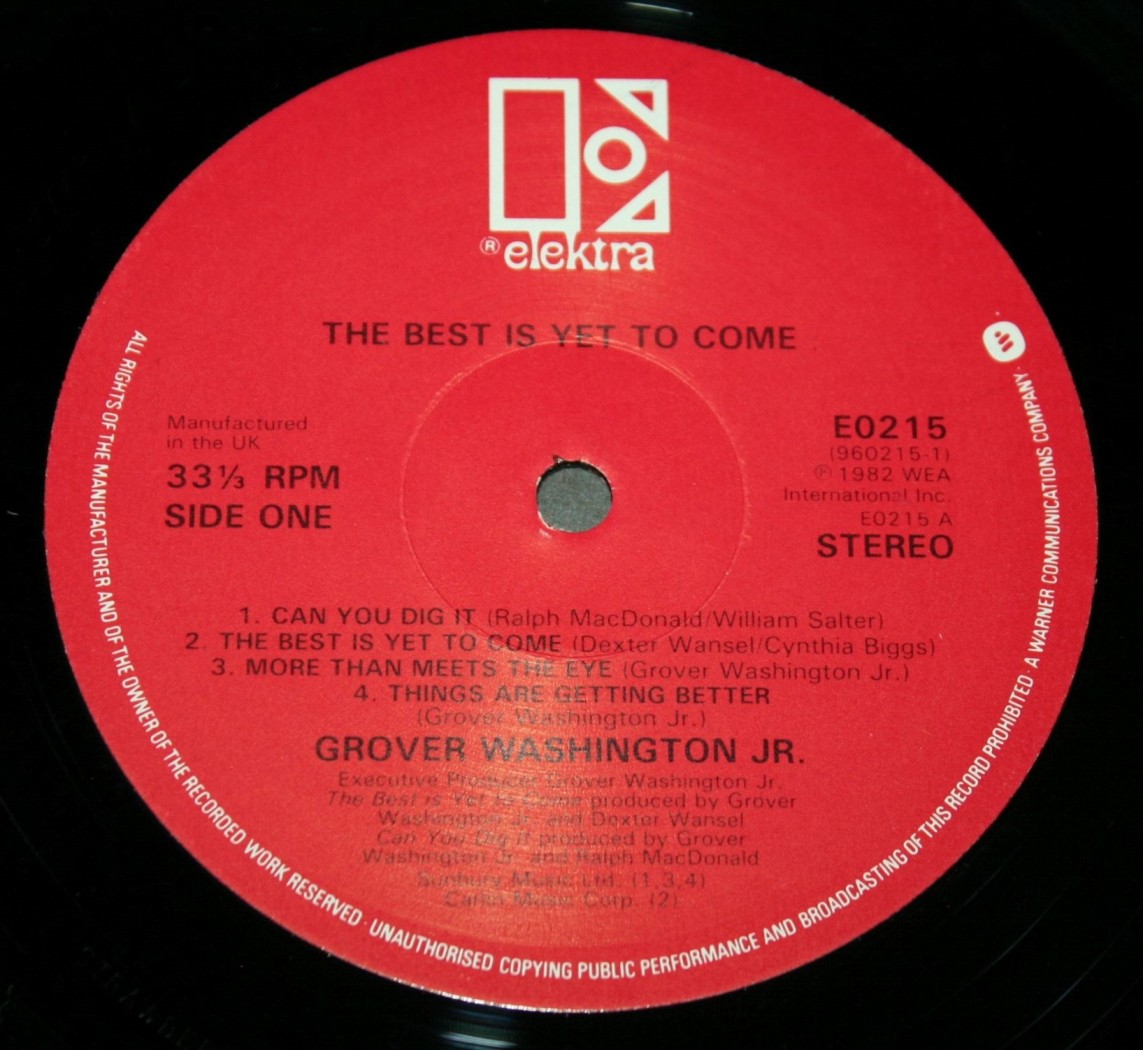 ® elektra
THE BEST IS YET TO COME
Manufactured
in the UK
33⅓ RPM
SIDE ONE
E0215
(960215-1)
℗ 1982 WEA
International Inc.
E0215 A
STEREO
1. CAN YOU DIG IT (Ralph MacDonald/William Salter)
2. THE BEST IS YET TO COME (Dexter Wansel/Cynthia Biggs)
3. MORE THAN MEETS THE EYE (Grover Washington Jr.)
4. THINGS ARE GETTING BETTER
(Grover Washington Jr.)
GROVER WASHINGTON JR.
Executive Producer Grover Washington Jr.
The Best is Yet to Come produced by Grover
Washington Jr. and Dexter Wansel
Can You Dig It produced by Grover
Washington Jr. and Ralph MacDonald
Sunbury Music Ltd. (1,3,4)
Carlin Music Corp. (2)
ALL RIGHTS OF THE MANUFACTURER AND OF THE OWNER OF THE RECORDED WORK RESERVED · UNAUTHORISED COPYING PUBLIC PERFORMANCE AND BROADCASTING OF THIS RECORD PROHIBITED · A WARNER COMMUNICATIONS COMPANY ·